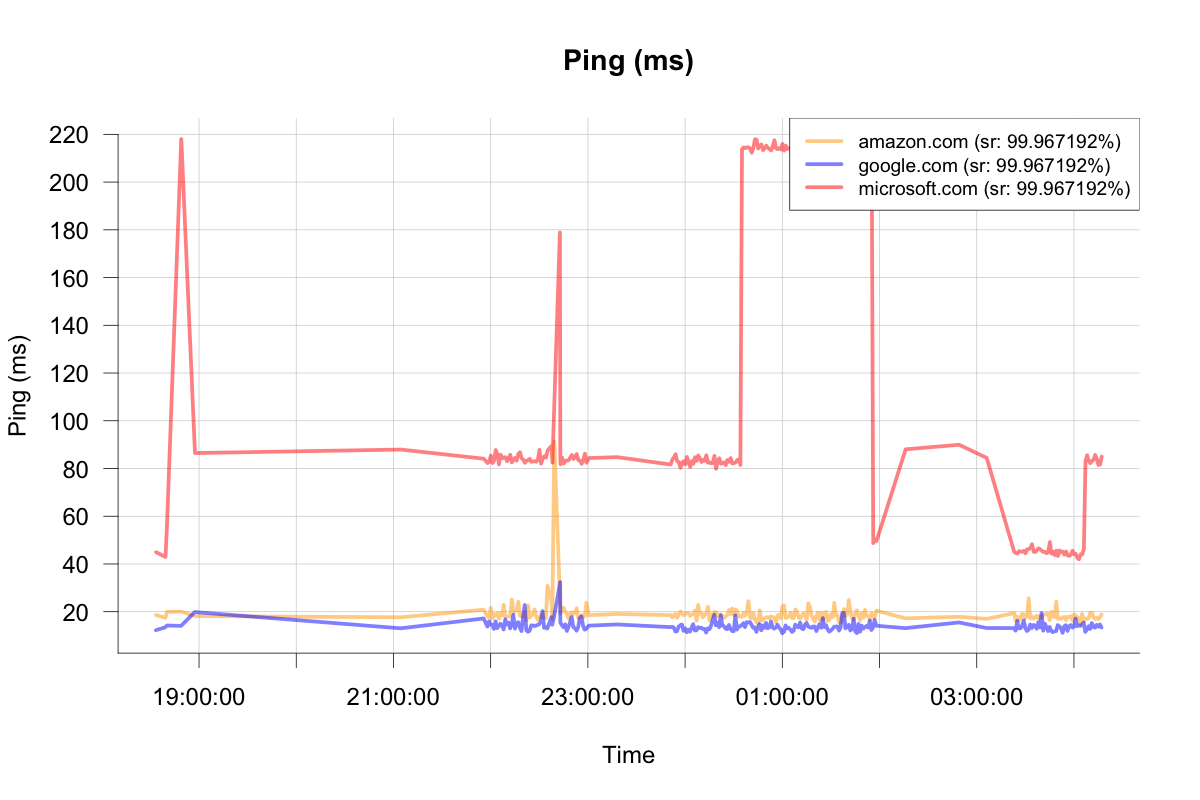 Ping (ms)
220
200
180
160
140
120
100
80
60
40
20
Ping (ms)
amazon.com (sr: 99.967192%)
google.com (sr: 99.967192%)
microsoft.com (sr: 99.967192%)
19:00:00 21:00:00 23:00:00 01:00:00 03:00:00
Time